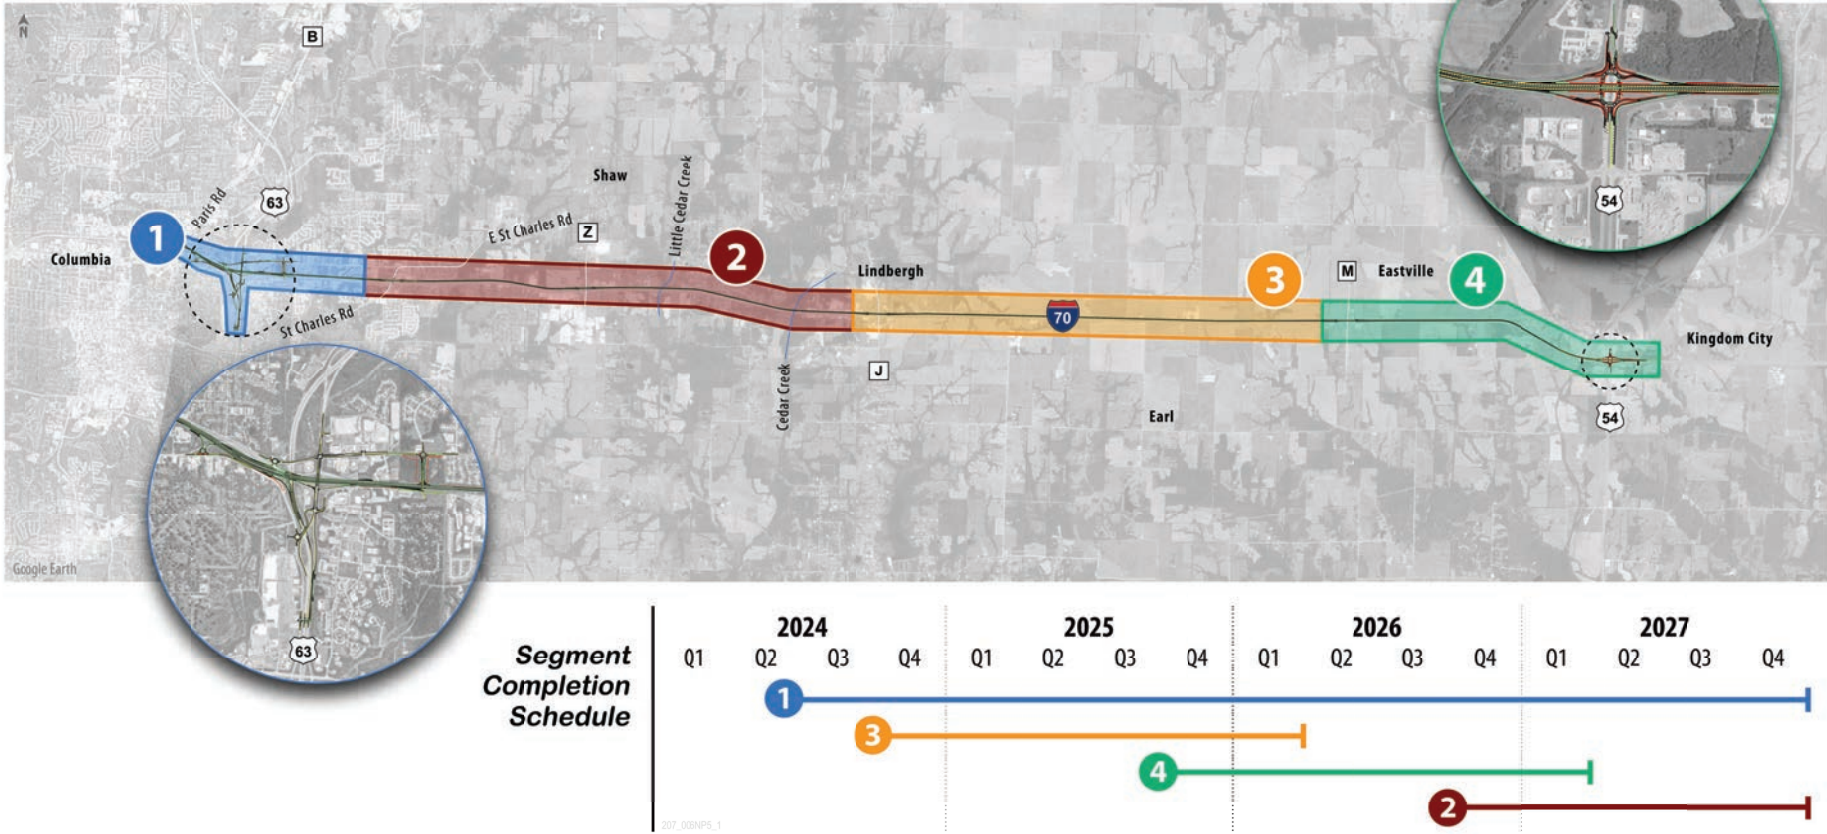 N
B
54
Shaw
Little Cedar Creek
Paris Rd
63
1
E St Charles Rd
Z
2
Columbia
Lindbergh
3
M
Eastville
4
St Charles Rd
70
Kingdom City
Cedar Creek
J
Earl
54
Google Earth
63
Segment
Completion
Schedule
2024 2025 2026 2027
Q1 Q2 Q3 Q4 Q1 Q2 Q3 Q4 Q1 Q2 Q3 Q4 Q1 Q2 Q3 Q4
1
3
4
2
207_006NP5_1